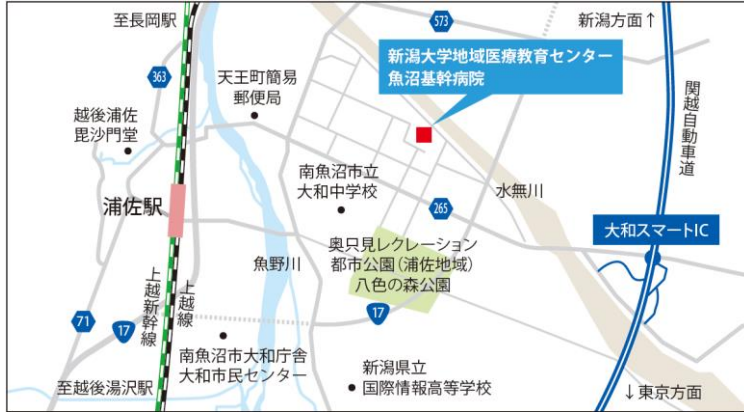 至長岡駅
573
新潟方面↑
新潟大学地域医療教育センター
魚沼基幹病院
363
天王町簡易
郵便局
関越自動車道
越後浦佐
毘沙門堂
南魚沼市立
大和中学校
水無川
浦佐駅
265
大和スマートIC
奥只見レクレーション
都市公園(浦佐地域)
八色の森公園
魚野川
上越新幹線
上越線
71
17
17
南魚沼市大和庁舎
大和市民センター
新潟県立
国際情報高等学校
至越後湯沢駅
↓東京方面